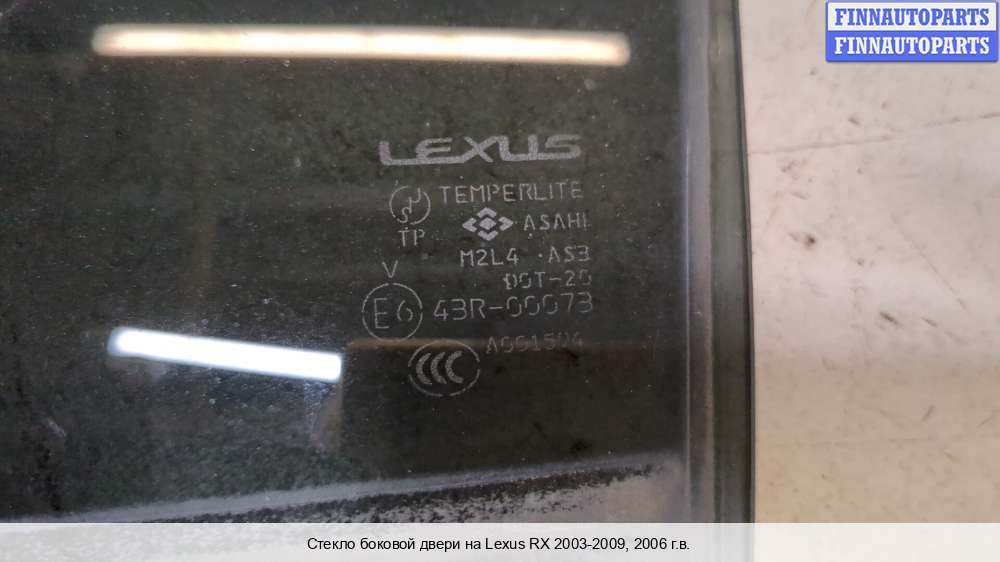 FINNAUTOPARTS
FINNAUTOPARTS
LEXUS
TEMPERLITE
ASAHI
TP
M2L4 ·AS3
DOT-20
V
E6 43R-00073
CCC
Стекло боковой двери на Lexus RX 2003-2009, 2006 г.в.